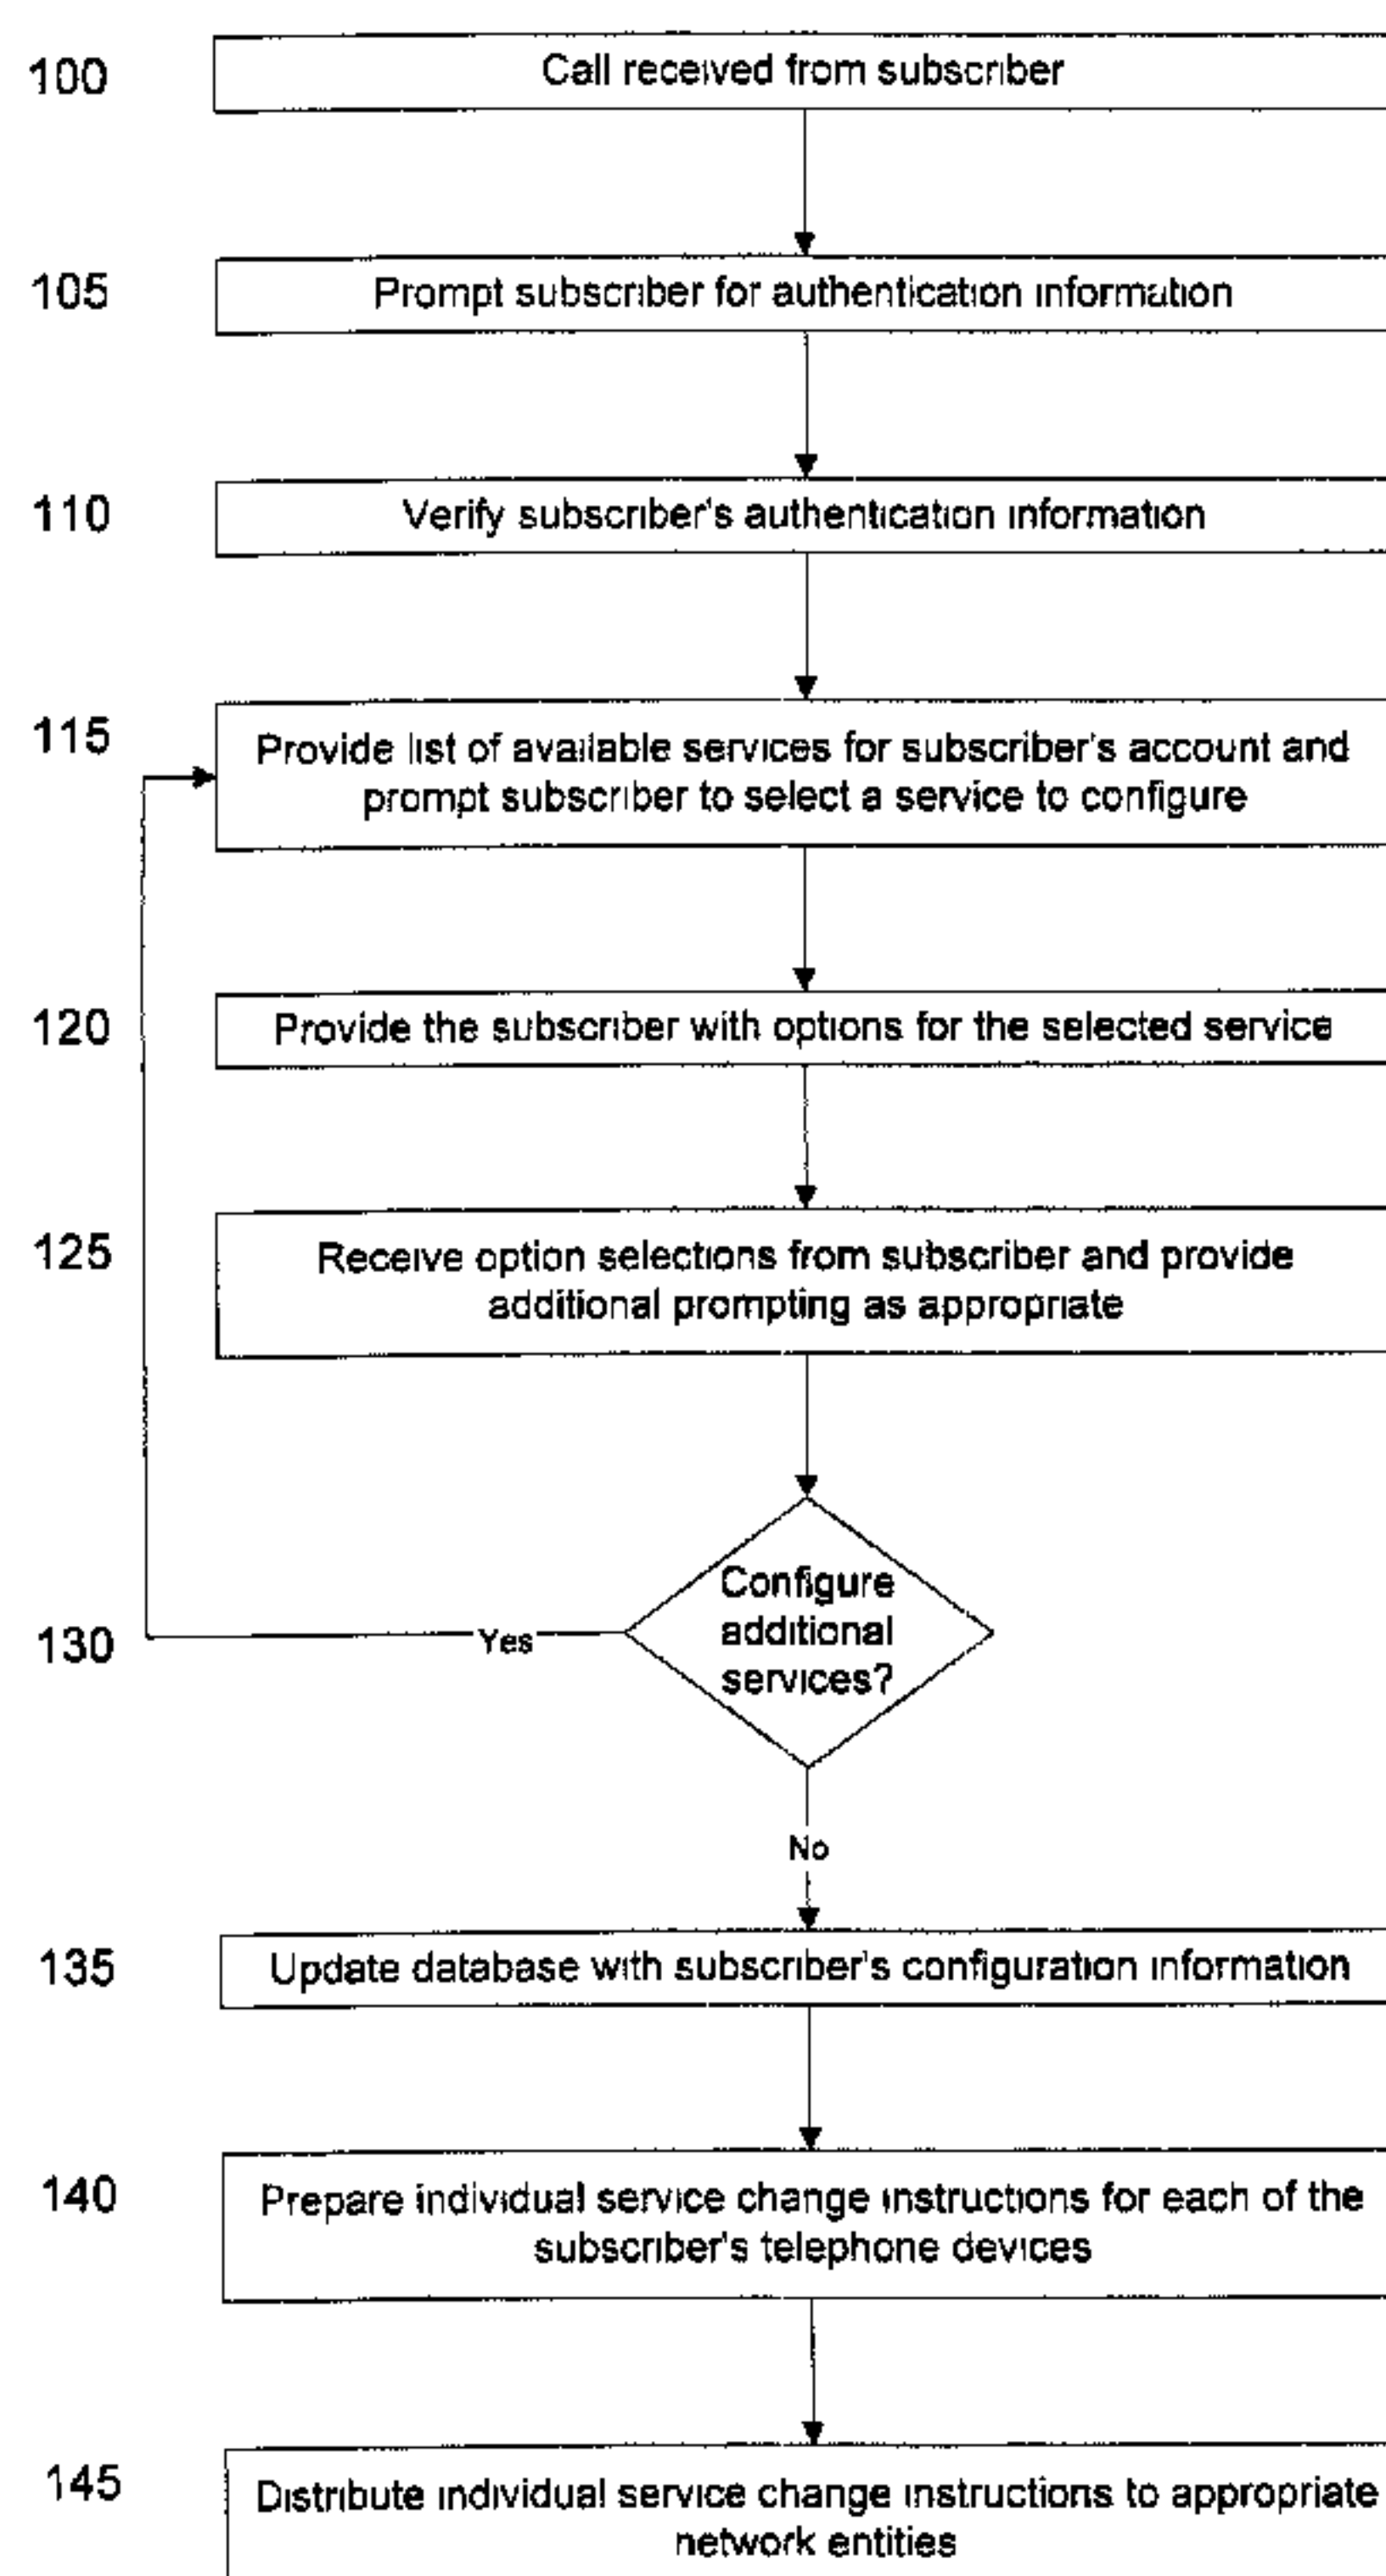 100
Call received from subscriber
105
Prompt subscriber for authentication information
110
Verify subscriber's authentication information
115
Provide list of available services for subscriber's account and
prompt subscriber to select a service to configure
120
Provide the subscriber with options for the selected service
125
Receive option selections from subscriber and provide
additional prompting as appropriate
130
Yes
Configure
additional
services?
No
135
Update database with subscriber's configuration information
140
Prepare individual service change instructions for each of the
subscriber's telephone devices
145
Distribute individual service change instructions to appropriate
network entities